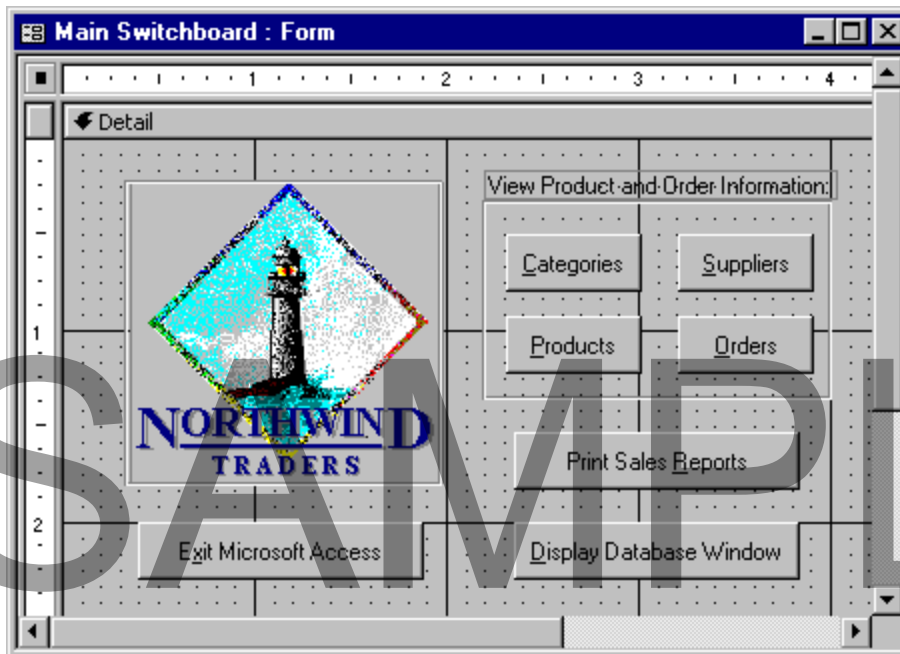 Main Switchboard : Form
1 2 3 4
Detail
View Product and Order Information:
Categories Suppliers
1
Products Orders
NORTHWIND
TRADERS
Print Sales Reports
2
Exit Microsoft Access Display Database Window
SAMPL